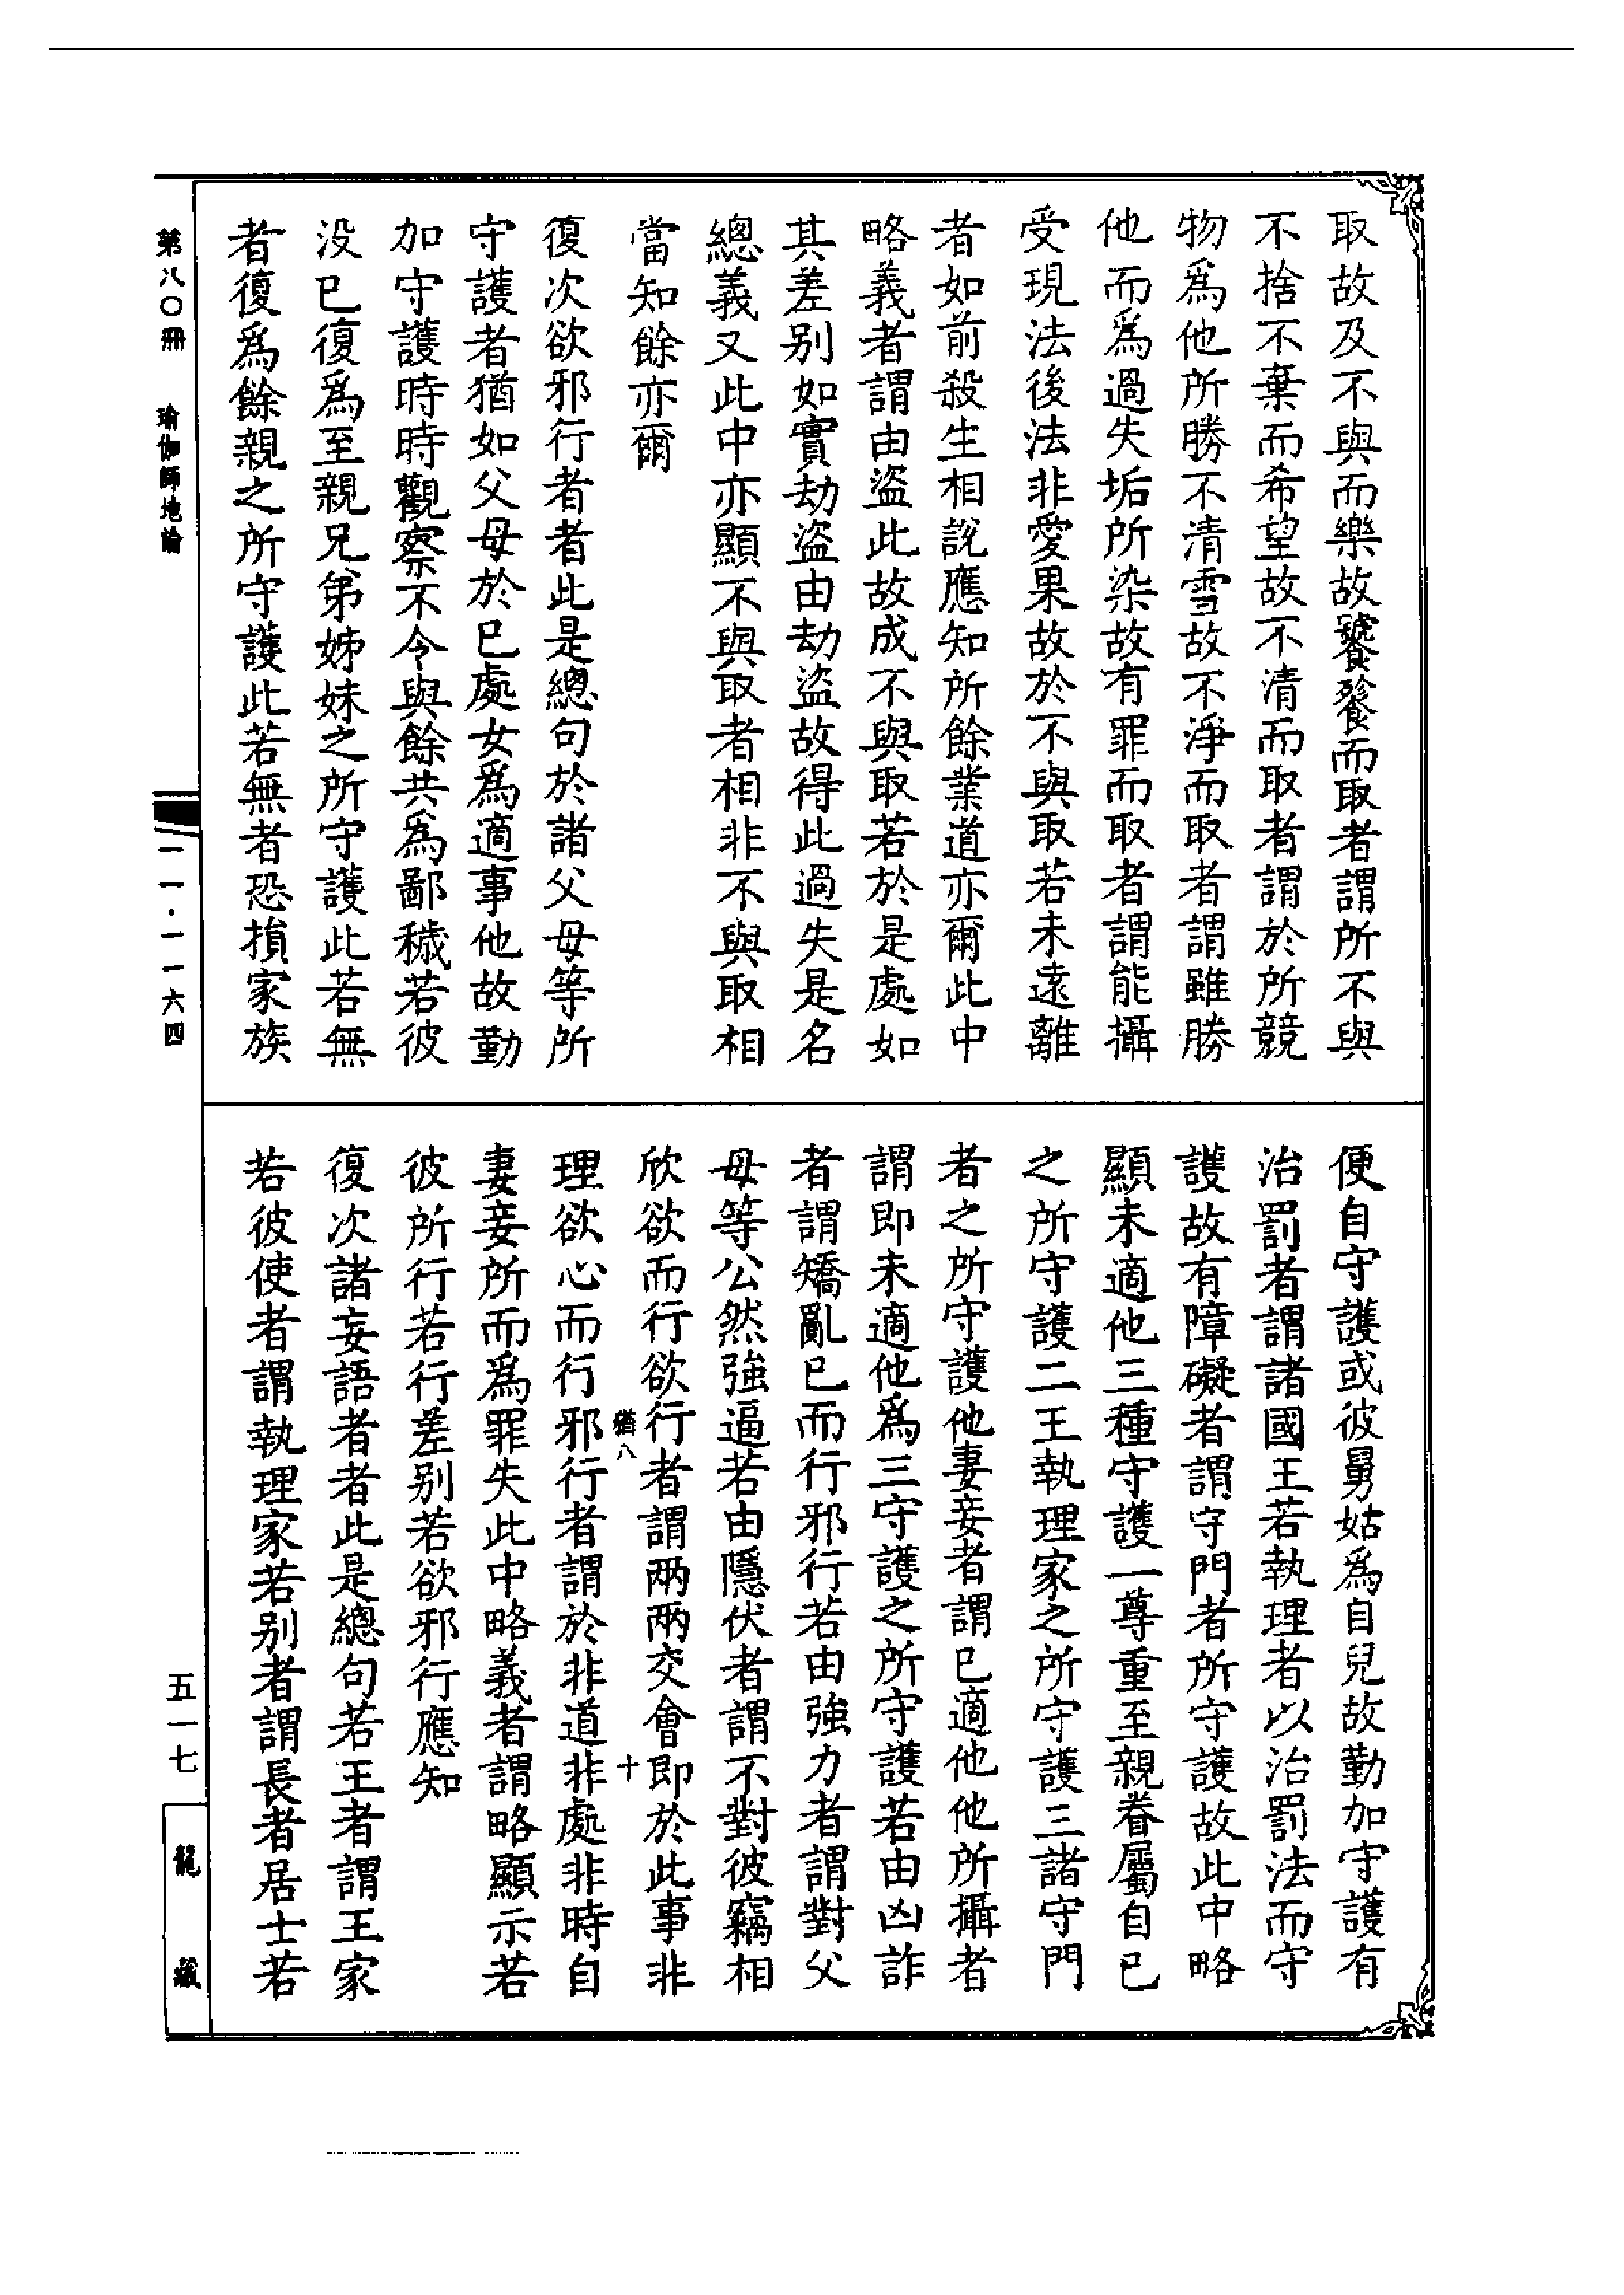 取故及不與而樂故饕餮而取者謂所不與
不捨不棄而希望故不清而取者謂於所競
物爲他所勝不清雪故不淨而取者謂雖勝
他而爲過失垢所染故有罪而取者謂能攝
受現法後法非愛果故於不與取若未遠離
者如前殺生相說應知所餘業道亦爾此中
略義者謂由盜此故成不與取若於是處如
其差别如實劫盜由劫盜故得此過失是名
總義又此中亦顯不與取者相非不與取相
當知餘亦爾
復次欲邪行者者此是總句於諸父母等所
守護者猶如父母於已處女爲適事他故勤
加守護時時觀察不令與餘共爲鄙穢若彼
没已復爲至親兄弟姊妹之所守護此若無
者復爲餘親之所守護此若無者恐損家族
便自守護或彼舅姑爲自兒故勤加守護有
治罰者謂諸國王若執理者以治罰法而守
護故有障礙者謂守門者所守護故此中略
顯未適他三種守護一尊重至親眷屬自已
之所守護二王執理家之所守護三諸守門
者之所守護他妻妾者謂已適他他所攝者
謂即未適他爲三守護之所守護若由凶詐
者謂矯亂已而行邪行若由強力者謂對父
母等公然強逼若由隱伏者謂不對彼竊相
欣欲而行欲行者謂兩兩交會即於此事非
猶八
十
理欲心而行邪行者謂於非道非處非時自
妻妾所而爲罪失此中略義者謂略顯示若
彼所行若行差别若欲邪行應知
復次諸妄語者者此是總句若王者謂王家
若彼使者謂執理家若别者謂長者居士若
第八〇冊
瑜伽師地論
一一·一一六四
五一七
龍藏